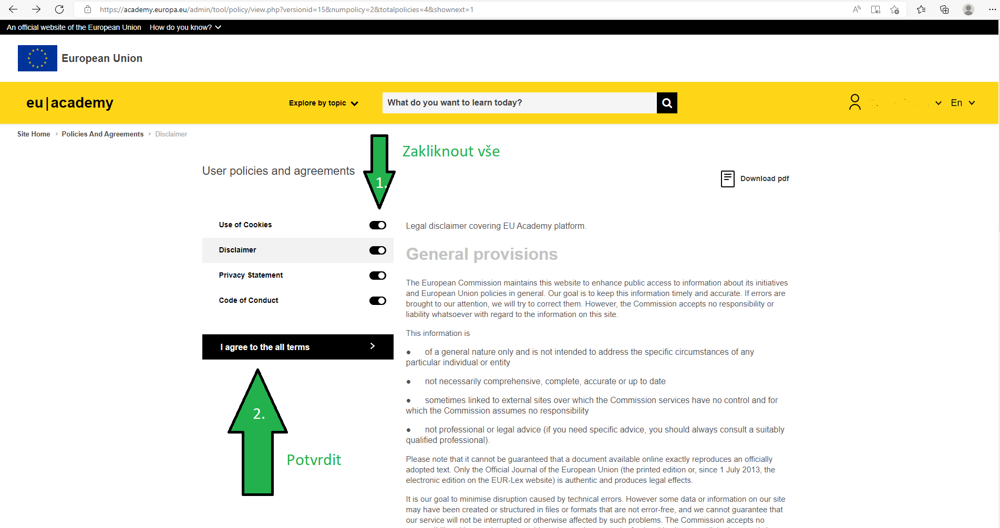 https://academy.europa.eu/admin/tool/policy/view.php?versionid=15&numpolicy=2&totalpolicies=4&shownext=1
An official website of the European Union How do you know?
European Union
eu|academy
Explore by topic
What do you want to learn today?
En
Site Home > Policies And Agreements > Disclaimer
Zakliknout vše
User policies and agreements
1.
Download pdf
Use of Cookies
Disclaimer
Privacy Statement
Code of Conduct
I agree to the all terms
2.
Potvrdit
Legal disclaimer covering EU Academy platform.
General provisions
The European Commission maintains this website to enhance public access to information about its initiatives
and European Union policies in general. Our goal is to keep this information timely and accurate. If errors are
brought to our attention, we will try to correct them. However, the Commission accepts no responsibility or
liability whatsoever with regard to the information on this site.
This information is
● of a general nature only and is not intended to address the specific circumstances of any
particular individual or entity
● not necessarily comprehensive, complete, accurate or up to date
● sometimes linked to external sites over which the Commission services have no control and for
which the Commission assumes no responsibility
● not professional or legal advice (if you need specific advice, you should always consult a suitably
qualified professional).
Please note that it cannot be guaranteed that a document available online exactly reproduces an officially
adopted text. Only the Official Journal of the European Union (the printed edition or, since 1 July 2013, the
electronic edition on the EUR-Lex website) is authentic and produces legal effects.
It is our goal to minimise disruption caused by technical errors. However some data or information on our site
may have been created or structured in files or formats that are not error-free, and we cannot guarantee that
our service will not be interrupted or otherwise affected by such problems. The Commission accepts no